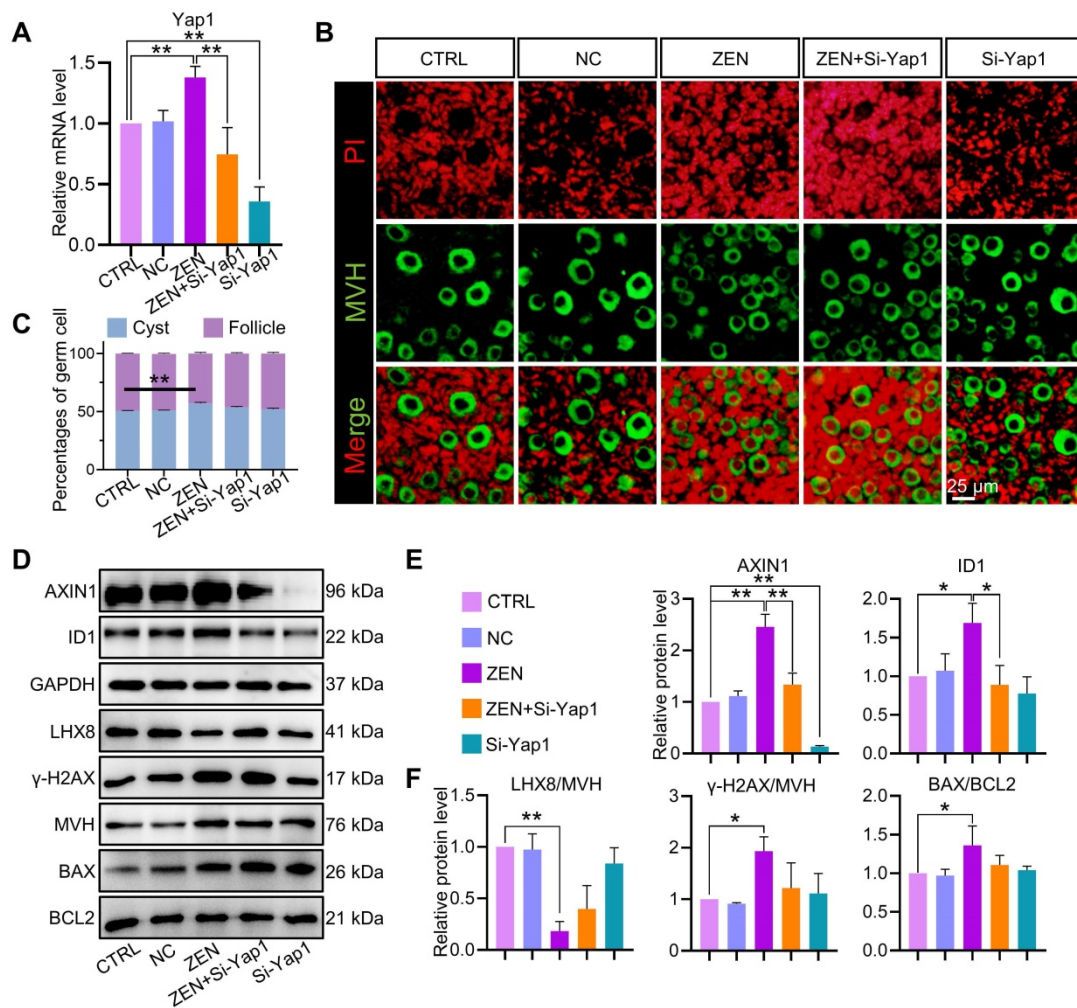 A
Yap1
**
**
**
Relative mRNA level
1.5
1.0
0.5
0.0
CTRL
NC
ZEN
ZEN+Si-Yap1
Si-Yap1
B
CTRL
NC
ZEN
ZEN+Si-Yap1
Si-Yap1
PI
MVH
Merge
25 µm
C
Cyst
Follicle
Percentages of germ cell
100
50
0
**
CTRL
NC
ZEN
ZEN+Si-Yap1
Si-Yap1
D
AXIN1
96 kDa
ID1
22 kDa
GAPDH
37 kDa
LHX8
41 kDa
γ-H2AX
17 kDa
MVH
76 kDa
BAX
26 kDa
BCL2
21 kDa
CTRL
NC
ZEN
ZEN+Si-Yap1
Si-Yap1
E
CTRL
NC
ZEN
ZEN+Si-Yap1
Si-Yap1
AXIN1
**
**
**
Relative protein level
3
2
1
0
ID1
*
*
2.0
1.5
1.0
0.5
0.0
F
LHX8/MVH
**
Relative protein level
1.0
0.5
0.0
γ-H2AX/MVH
*
3
2
1
0
BAX/BCL2
*
2.0
1.5
1.0
0.5
0.0